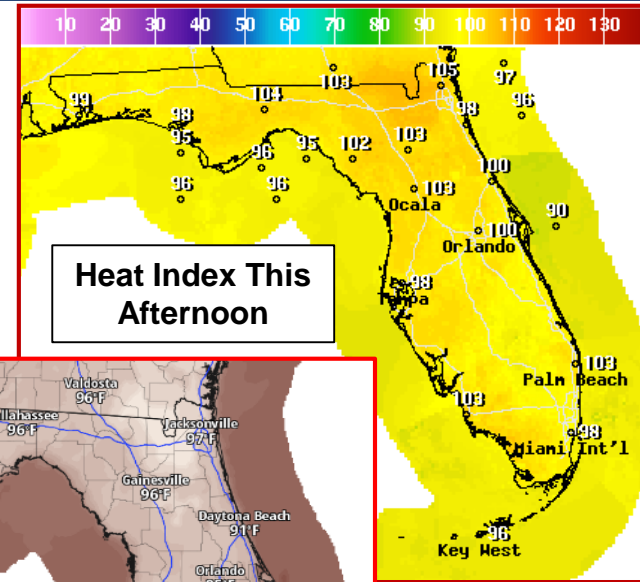 10 20 30 40 50 60 70 80 90 100 110 120 130
103
105
97
99
104
98
98
96
95
96
95
102
103
100
96
96
103
Ocala
90
100
Orlando
98
Tampa
Heat Index This
Afternoon
103
Palm Beach
103
98
Miami Int'l
96
Key West
Valdosta
96°F
llahassee
96°F
Jacksonville
97°F
Gainesville
96°F
Daytona Beach
91°F
Orlando